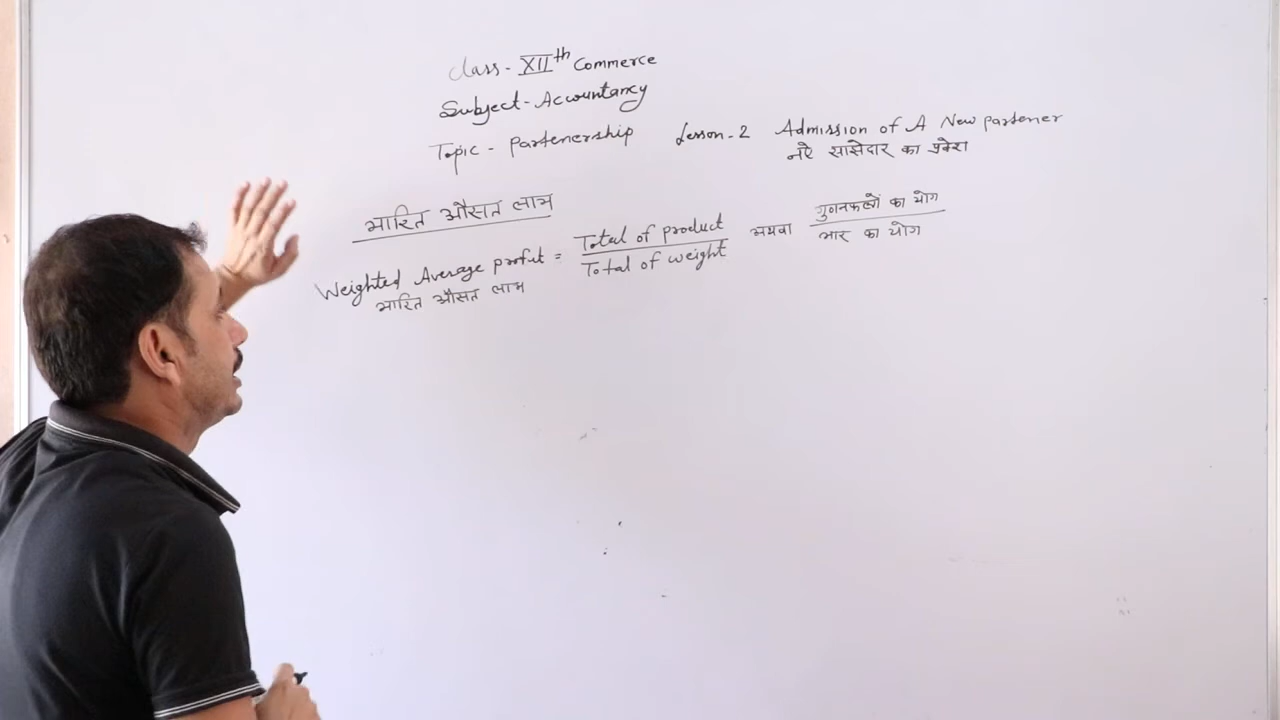 Class - XIIth Commerce
Subject - Accountancy
Topic - Partenership Lesson - 2 Admission of A New partener
नऐ साझेदार का प्रवेश
भारित औसत लाभ
Weighted Average profit = Total of product / Total of weight अथवा गुणनफलों का योग / भार का योग
भारित औसत लाभ